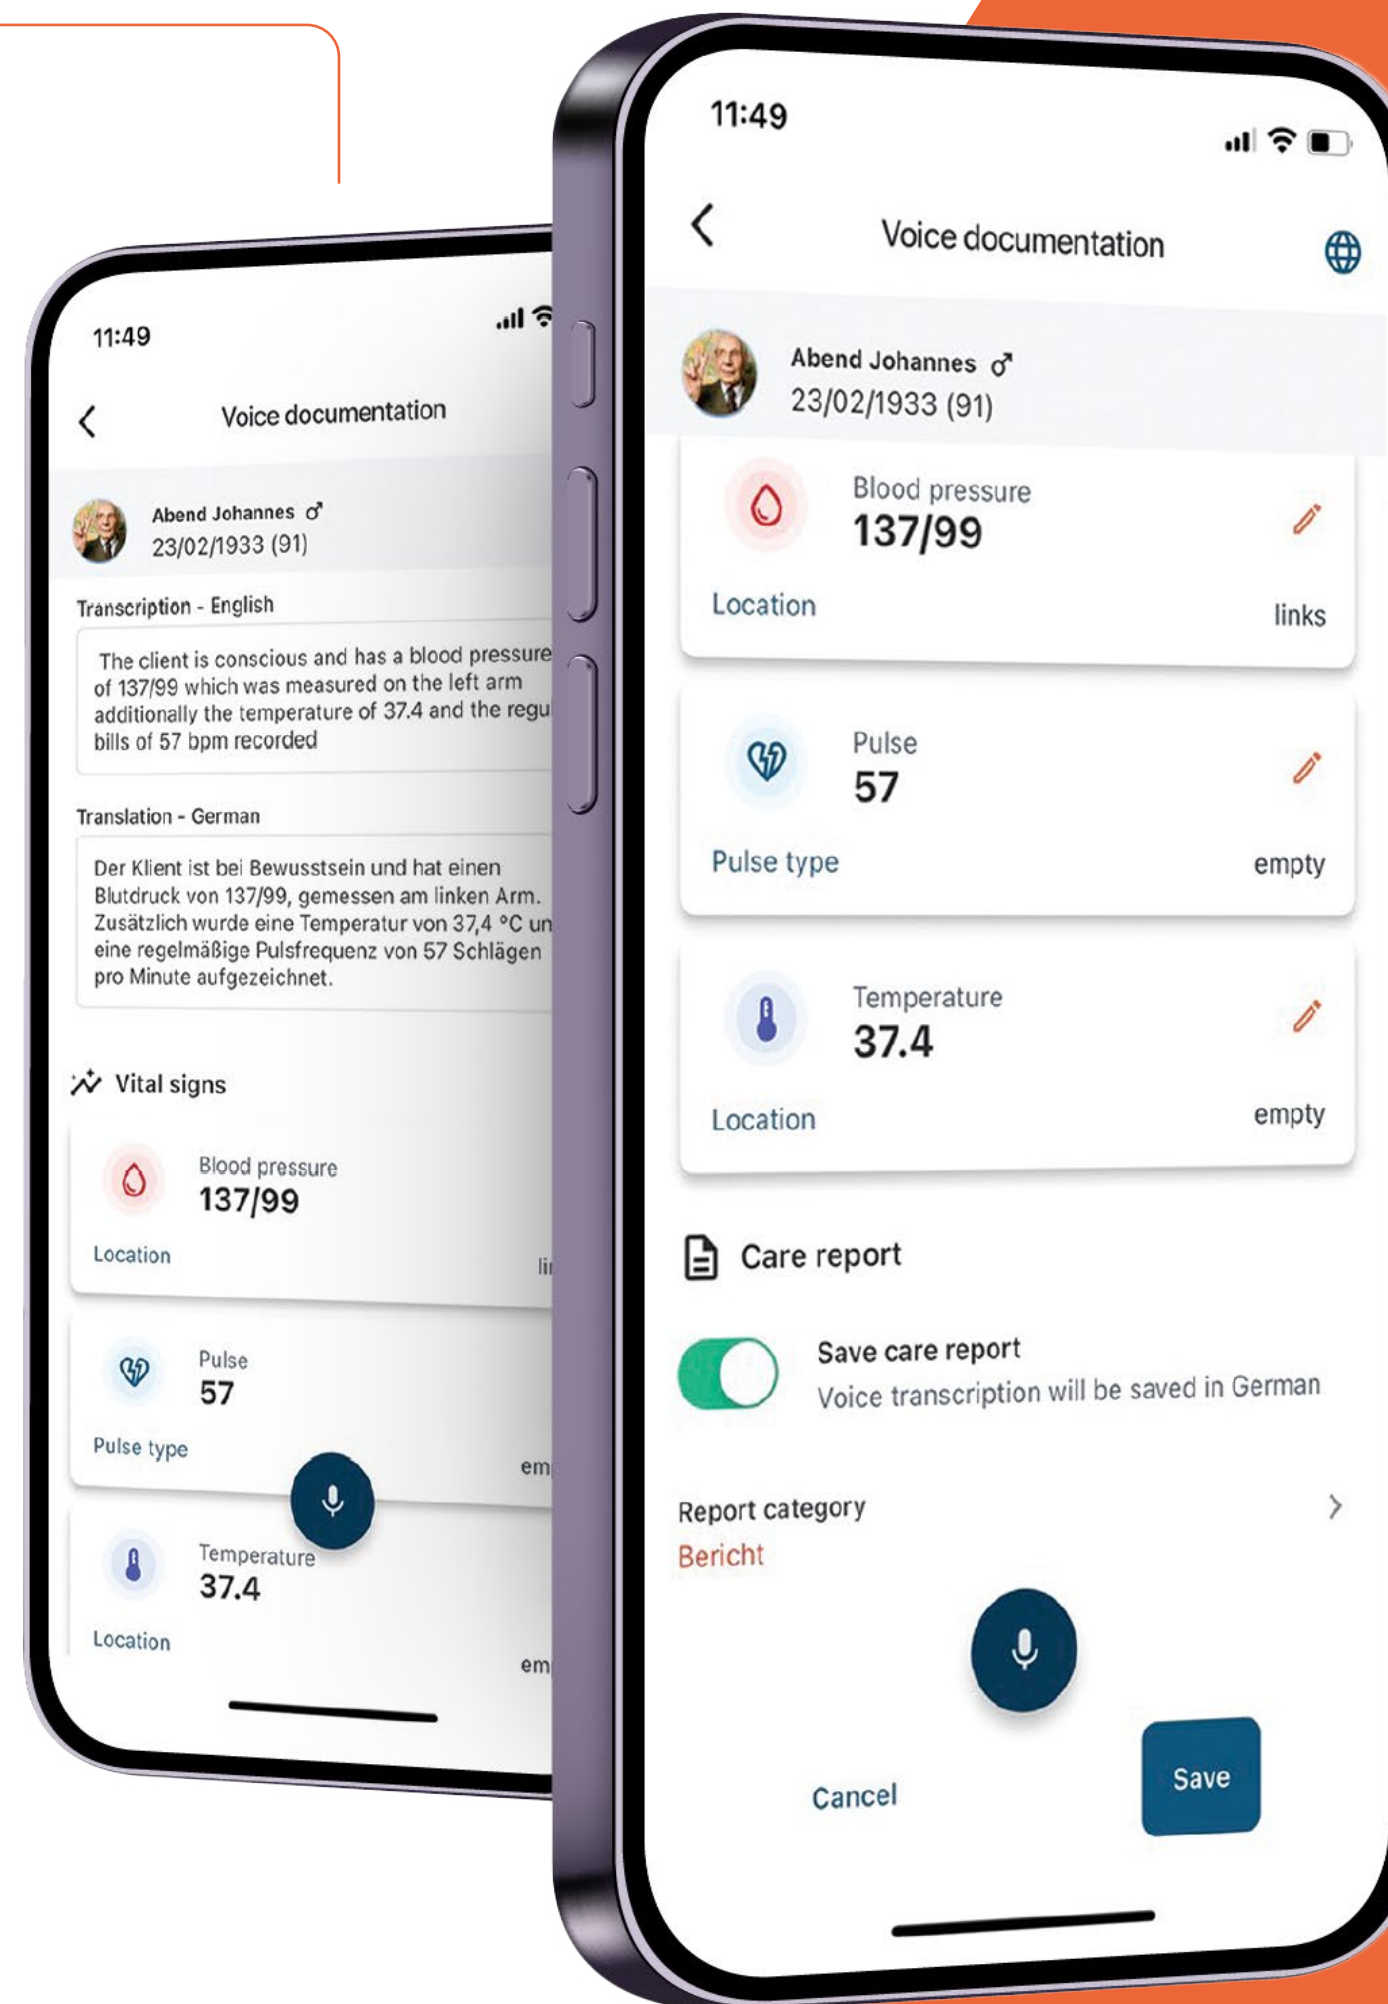 11:49
Voice documentation
Abend Johannes ♂
23/02/1933 (91)
Transcription - English
The client is conscious and has a blood pressure
of 137/99 which was measured on the left arm
additionally the temperature of 37.4 and the
bills of 57 bpm recorded
Translation - German
Der Klient ist bei Bewusstsein und hat einen
Blutdruck von 137/99, gemessen am linken Arm.
Zusätzlich wurde eine Temperatur von 37,4 °C
eine regelmäßige Pulsfrequenz von 57 Schlägen
pro Minute aufgezeichnet.
Vital signs
Blood pressure
137/99
Location
Pulse
57
Pulse type
Temperature
37.4
Location
11:49
Voice documentation
Abend Johannes ♂
23/02/1933 (91)
Blood pressure
137/99
Location links
Pulse
57
Pulse type empty
Temperature
37.4
Location empty
Care report
Save care report
Voice transcription will be saved in German
Report category
Bericht
Cancel Save